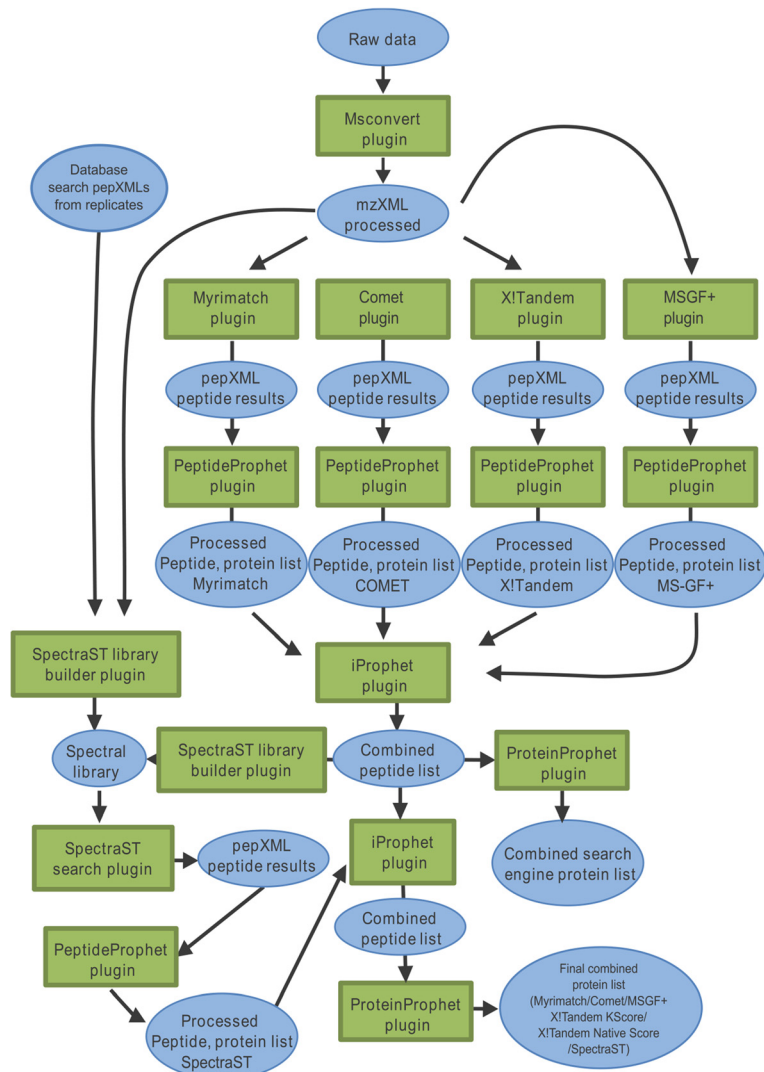 Raw data
Msconvert
plugin
Database
search pepXMLs
from replicates
mzXML
processed
Myrimatch
plugin
Comet
plugin
X!Tandem
plugin
MSGF+
plugin
pepXML
peptide results
pepXML
peptide results
pepXML
peptide results
pepXML
peptide results
PeptideProphet
plugin
PeptideProphet
plugin
PeptideProphet
plugin
PeptideProphet
plugin
Processed
Peptide, protein list
Myrimatch
Processed
Peptide, protein list
COMET
Processed
Peptide, protein list
X!Tandem
Processed
Peptide, protein list
MS-GF+
SpectraST library
builder plugin
iProphet
plugin
Spectral
library
SpectraST library
builder plugin
Combined
peptide list
ProteinProphet
plugin
SpectraST
search plugin
pepXML
peptide results
iProphet
plugin
Combined search
engine protein list
PeptideProphet
plugin
Combined
peptide list
Processed
Peptide, protein list
SpectraST
ProteinProphet
plugin
Final combined
protein list
(Myrimatch/Comet/MSGF+
X!Tandem KScore/
X!Tandem Native Score
/SpectraST)